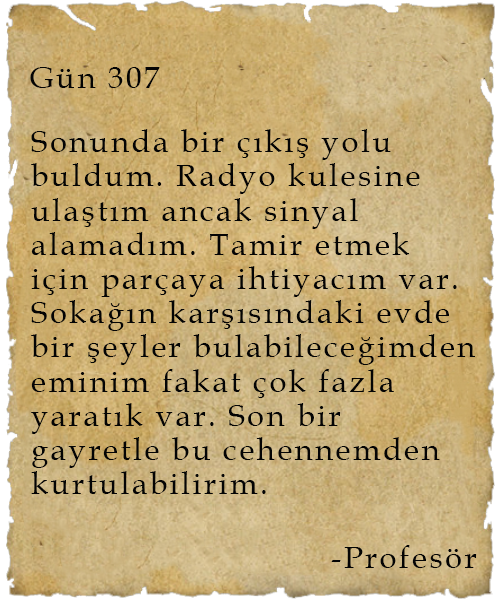 Gün 307
Sonunda bir çıkış yolu
buldum. Radyo kulesine
ulaştım ancak sinyal
alamadım. Tamir etmek
için parçaya ihtiyacım var.
Sokağın karşısındaki evde
bir şeyler bulabileceğimden
eminim fakat çok fazla
yaratık var. Son bir
gayretle bu cehennemden
kurtulabilirim.
-Profesör